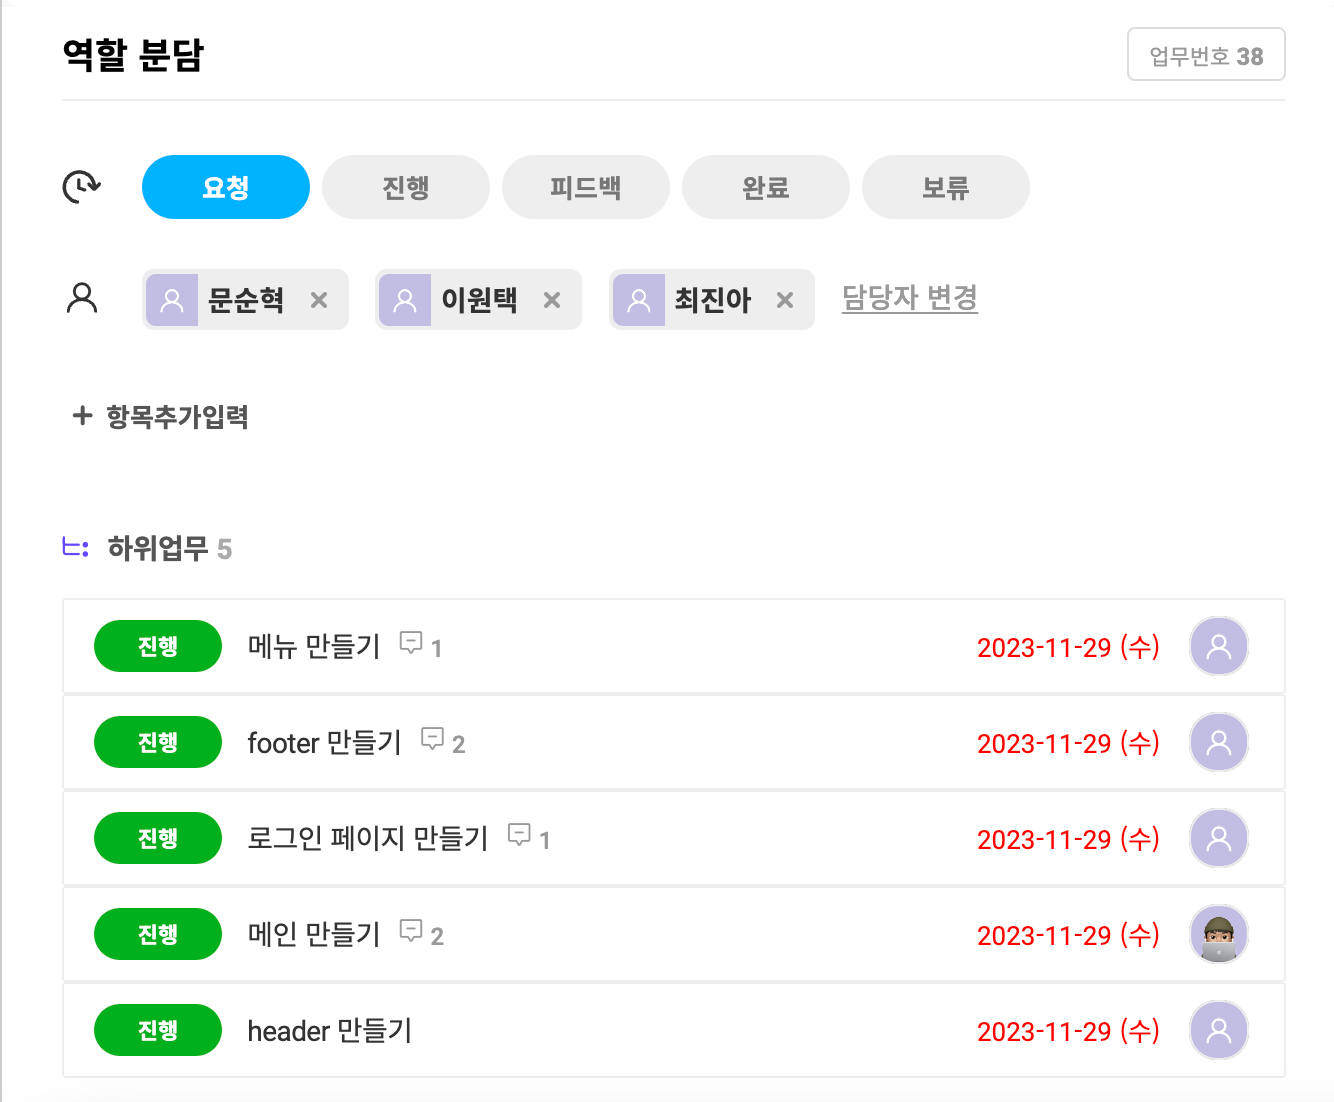 역할 분담
업무번호 38
요청 진행 피드백 완료 보류
문순혁 이원택 최진아 담당자 변경
+ 항목추가입력
하위업무 5
진행 메뉴 만들기 1 2023-11-29 (수)
진행 footer 만들기 2 2023-11-29 (수)
진행 로그인 페이지 만들기 1 2023-11-29 (수)
진행 메인 만들기 2 2023-11-29 (수)
진행 header 만들기 2023-11-29 (수)